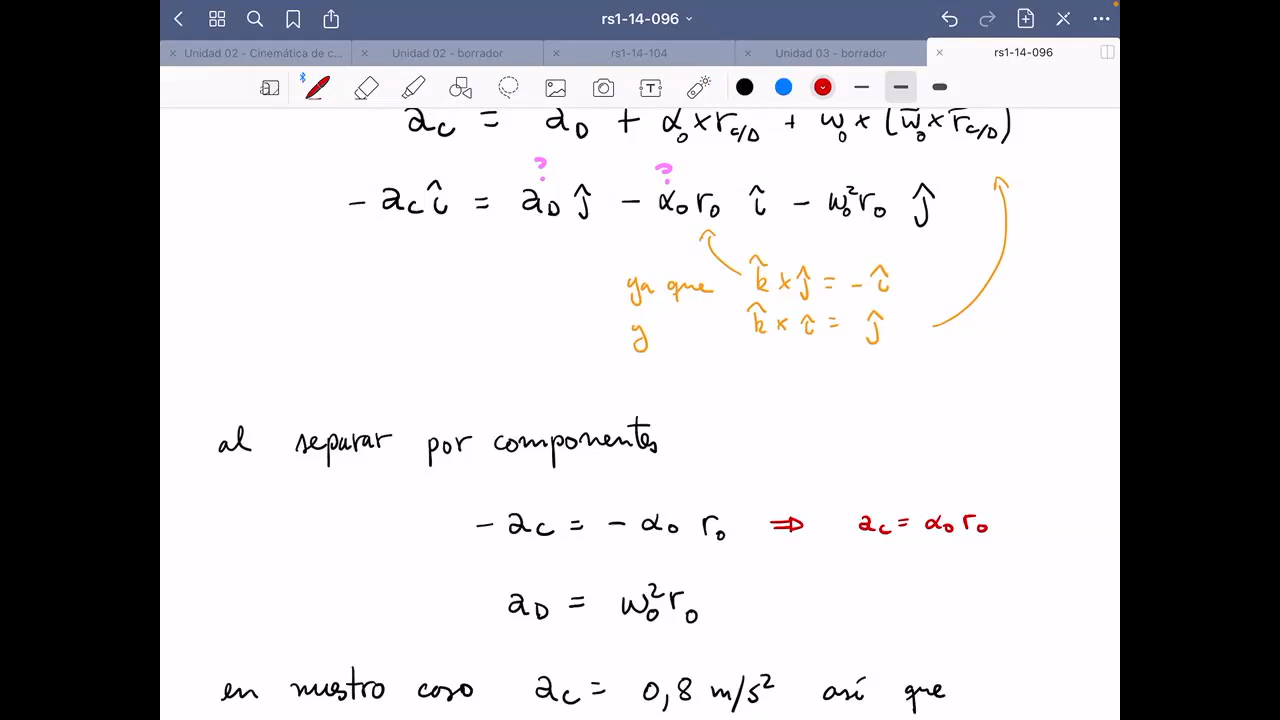 rs1-14-096
Unidad 02 - Cinemática de c...
Unidad 02 - borrador
rs1-14-104
Unidad 03 - borrador
rs1-14-096
a_C = a_D + α_0 × r_{C/D} + ω_0 × (ω̄_0 × r̄_{C/D})
? ?
- a_C î = a_D ĵ - α_0 r_0 î - ω_0² r_0 ĵ
ya que k̂ × ĵ = - î
y k̂ × î = ĵ
al separar por componentes
- a_C = - α_0 r_0 ⇒ a_C = α_0 r_0
a_D = ω_0² r_0
en nuestro caso a_C = 0,8 m/s² así que